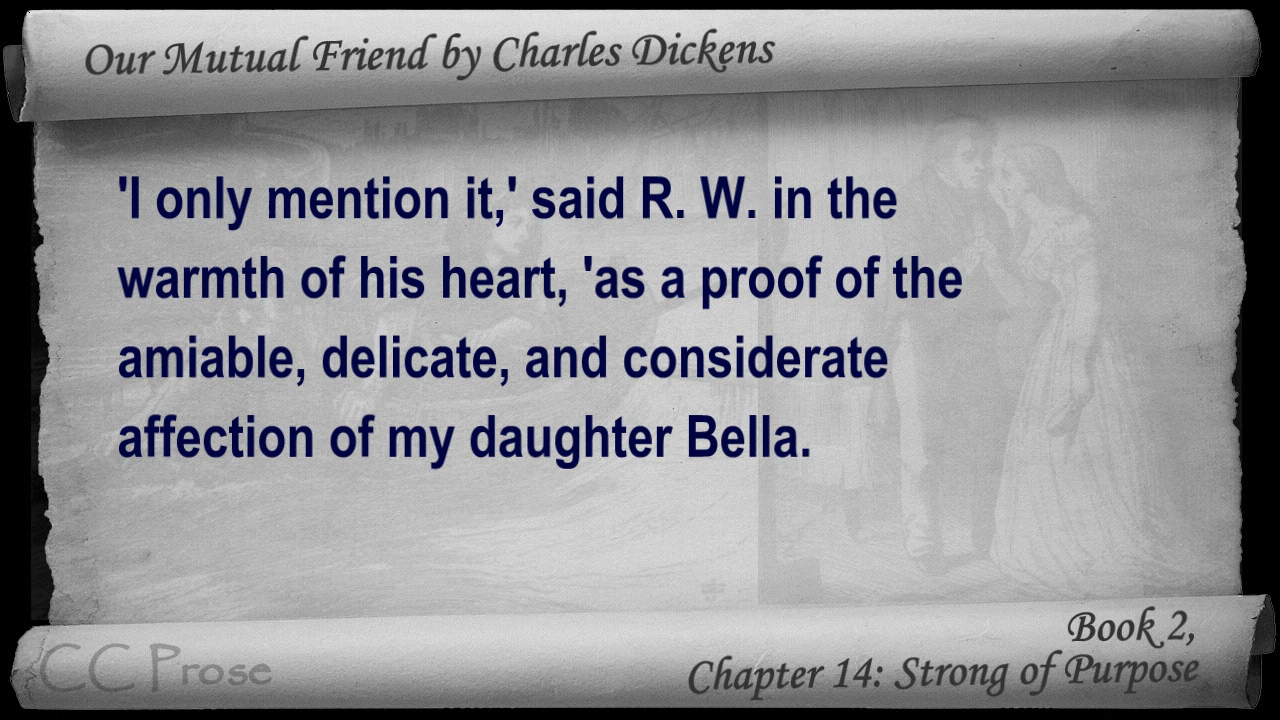 Our Mutual Friend by Charles Dickens
'I only mention it,' said R. W. in the
warmth of his heart, 'as a proof of the
amiable, delicate, and considerate
affection of my daughter Bella.
Book 2,
CC Prose
Chapter 14: Strong of Purpose